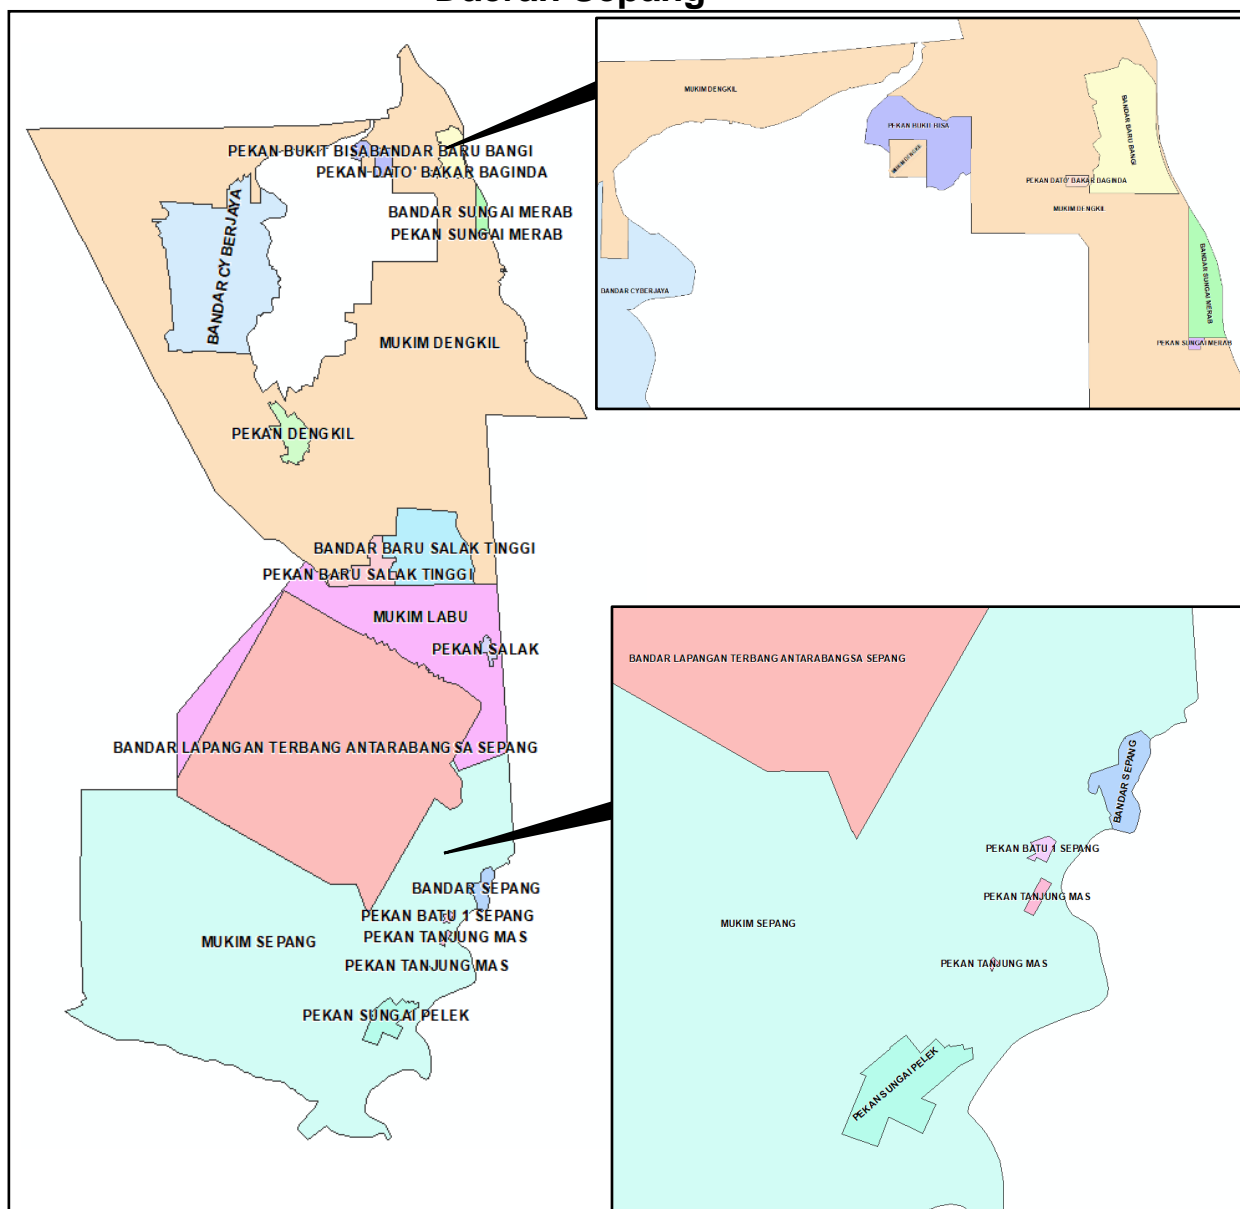 Daerah Sepang
PEKAN BUKIT BISA
BANDAR BARU BANGI
PEKAN DATO' BAKAR BAGINDA
BANDAR SUNGAI MERAB
PEKAN SUNGAI MERAB
BANDAR CYBERJAYA
MUKIM DENGKIL
PEKAN DENGKIL
BANDAR BARU SALAK TINGGI
PEKAN BARU SALAK TINGGI
MUKIM LABU
PEKAN SALAK
BANDAR LAPANGAN TERBANG ANTARABANGSA SEPANG
BANDAR SEPANG
PEKAN BATU 1 SEPANG
PEKAN TANJUNG MAS
MUKIM SEPANG
PEKAN TANJUNG MAS
PEKAN SUNGAI PELEK
MUKIM DENGKIL
PEKAN BUKIT BISA
MUKIM DENGKIL
BANDAR BARU BANGI
PEKAN DATO' BAKAR BAGINDA
MUKIM DENGKIL
BANDAR CYBERJAYA
BANDAR SUNGAI MERAB
PEKAN SUNGAI MERAB
BANDAR LAPANGAN TERBANG ANTARABANGSA SEPANG
BANDAR SEPANG
PEKAN BATU 1 SEPANG
PEKAN TANJUNG MAS
MUKIM SEPANG
PEKAN TANJUNG MAS
PEKAN SUNGAI PELEK